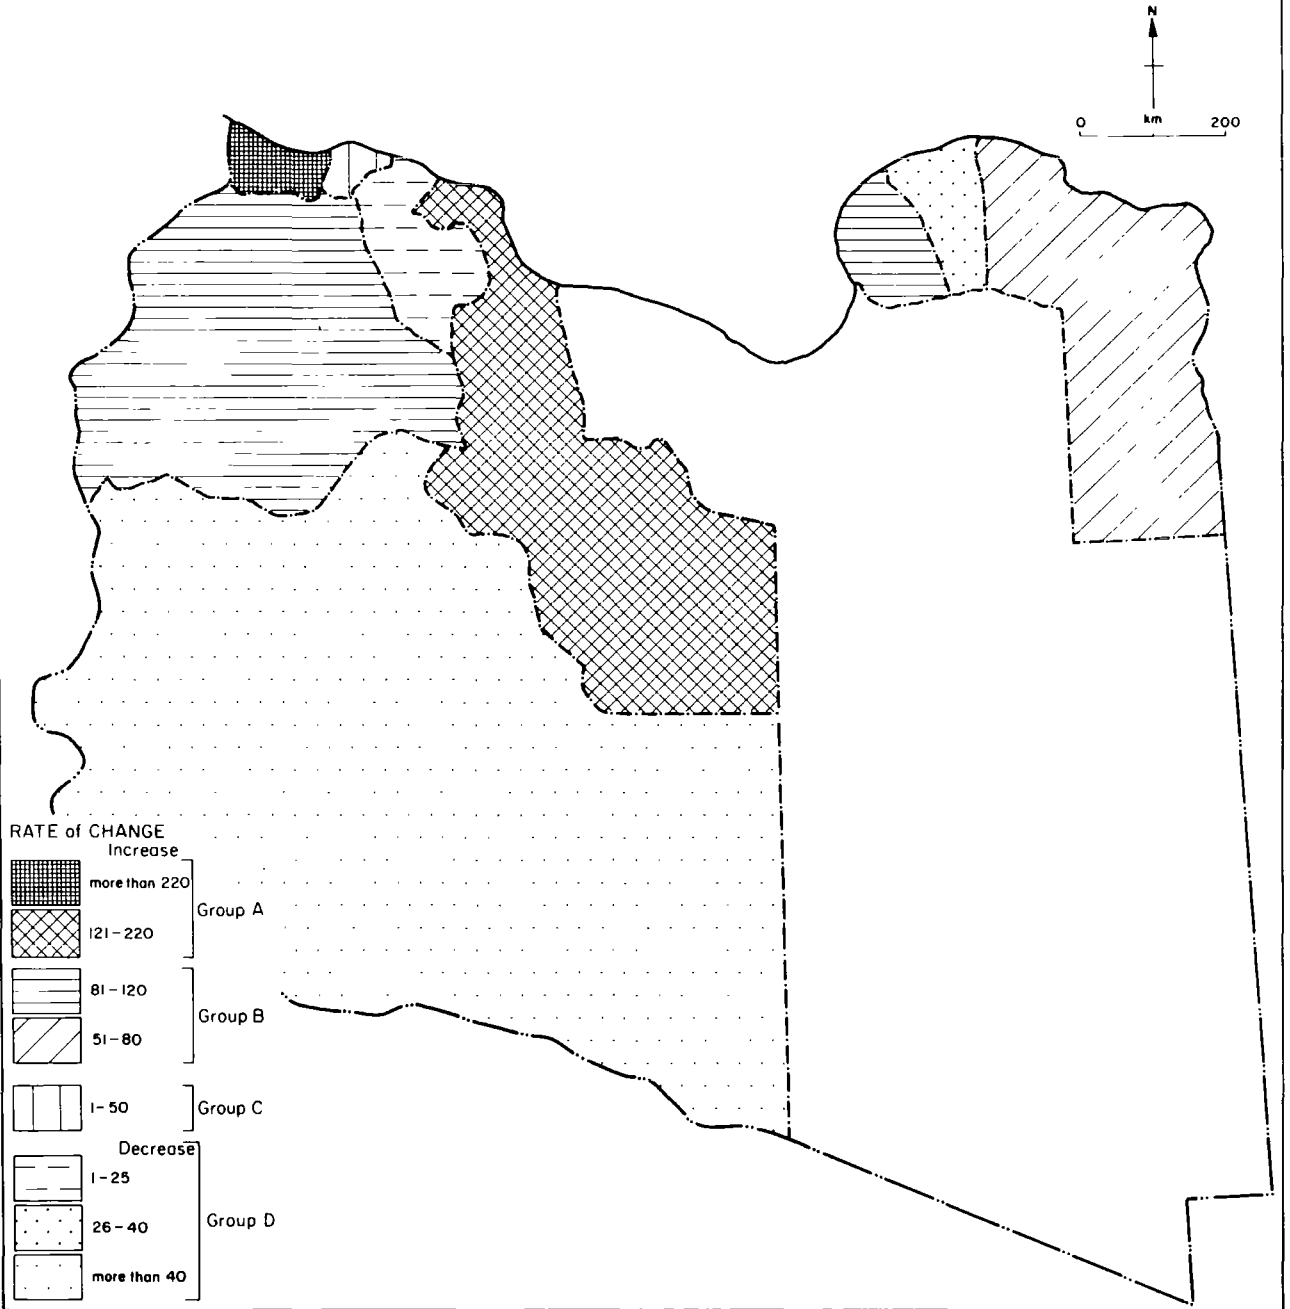 N
0 km 200
RATE of CHANGE
Increase
more than 220
Group A
121-220
81-120
Group B
51-80
1-50
Group C
Decrease
1-25
26-40
Group D
more than 40